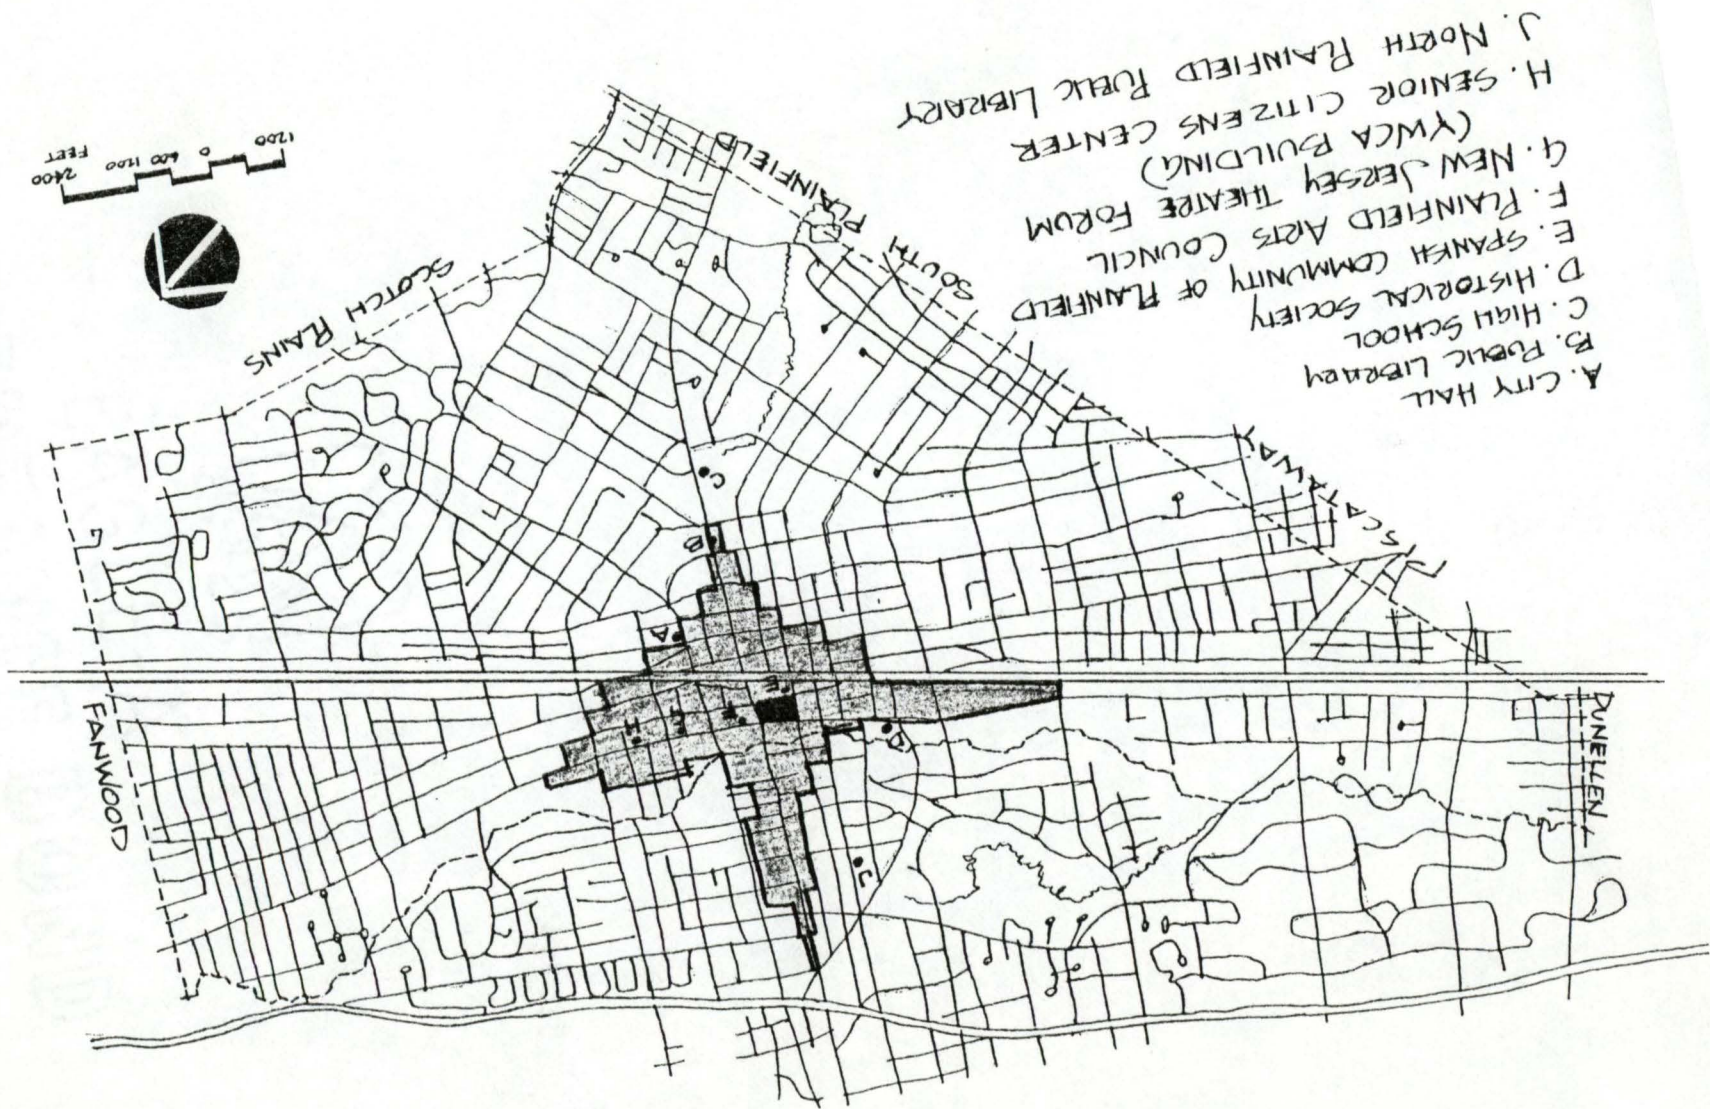 A. CITY HALL
B. PUBLIC LIBRARY
C. HIGH SCHOOL
D. HISTORICAL SOCIETY
E. SPANISH COMMUNITY OF PLAINFIELD
F. PLAINFIELD ARTS COUNCIL
G. NEW JERSEY THEATRE FORUM
(YWCA BUILDING)
H. SENIOR CITIZENS CENTER
J. NORTH PLAINFIELD PUBLIC LIBRARY
DUNELLEN
PISCATAWAY
SOUTH PLAINFIELD
SCOTCH PLAINS
FANWOOD
1200 0 600 1200 2400
FEET
J
D
H
G
F
E
A
B
C